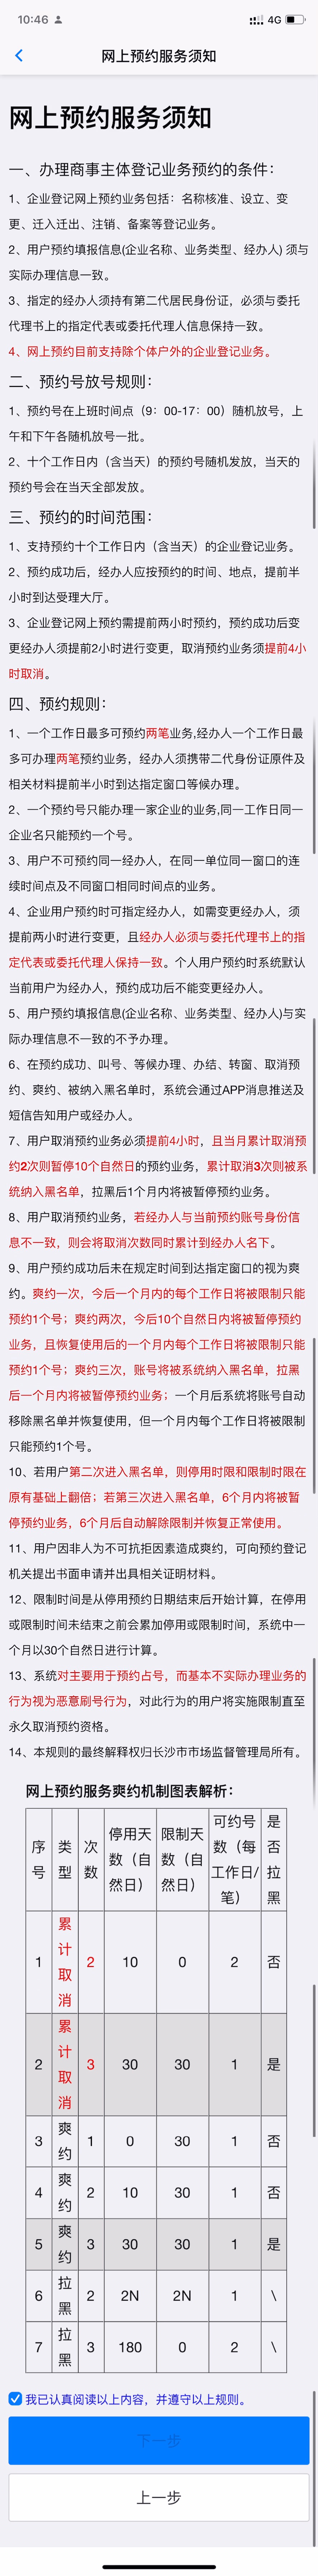 10:46
4G
网上预约服务须知
网上预约服务须知
一、办理商事主体登记业务预约的条件：
1、企业登记网上预约业务包括：名称核准、设立、变
更、迁入迁出、注销、备案等登记业务。
2、用户预约填报信息(企业名称、业务类型、经办人) 须与
实际办理信息一致。
3、指定的经办人须持有第二代居民身份证，必须与委托
代理书上的指定代表或委托代理人信息保持一致。
4、网上预约目前支持除个体户外的企业登记业务。
二、预约号放号规则：
1、预约号在上班时间点（9：00-17：00）随机放号，上
午和下午各随机放号一批。
2、十个工作日内（含当天）的预约号随机发放，当天的
预约号会在当天全部发放。
三、预约的时间范围：
1、支持预约十个工作日内（含当天）的企业登记业务。
2、预约成功后，经办人应按预约的时间、地点，提前半
小时到达受理大厅。
3、企业登记网上预约需提前两小时预约，预约成功后变
更经办人须提前2小时进行变更，取消预约业务须提前4小
时取消。
四、预约规则：
1、一个工作日最多可预约两笔业务,经办人一个工作日最
多可办理两笔预约业务，经办人须携带二代身份证原件及
相关材料提前半小时到达指定窗口等候办理。
2、一个预约号只能办理一家企业的业务,同一工作日同一
企业名只能预约一个号。
3、用户不可预约同一经办人，在同一单位同一窗口的连
续时间点及不同窗口相同时间点的业务。
4、企业用户预约时可指定经办人，如需变更经办人，须
提前两小时进行变更，且经办人必须与委托代理书上的指
定代表或委托代理人保持一致。个人用户预约时系统默认
当前用户为经办人，预约成功后不能变更经办人。
5、用户预约填报信息(企业名称、业务类型、经办人)与实
际办理信息不一致的不予办理。
6、在预约成功、叫号、等候办理、办结、转窗、取消预
约、爽约、被纳入黑名单时，系统会通过APP消息推送及
短信告知用户或经办人。
7、用户取消预约业务必须提前4小时，且当月累计取消预
约2次则暂停10个自然日的预约业务，累计取消3次则被系
统纳入黑名单，拉黑后1个月内将被暂停预约业务。
8、用户取消预约业务，若经办人与当前预约账号身份信
息不一致，则会将取消次数同时累计到经办人名下。
9、用户预约成功后未在规定时间到达指定窗口的视为爽
约。爽约一次，今后一个月内的每个工作日将被限制只能
预约1个号；爽约两次，今后10个自然日内将被暂停预约
业务，且恢复使用后的一个月内每个工作日将被限制只能
预约1个号；爽约三次，账号将被系统纳入黑名单，拉黑
后一个月内将被暂停预约业务；一个月后系统将账号自动
移除黑名单并恢复使用，但一个月内每个工作日将被限制
只能预约1个号。
10、若用户第二次进入黑名单，则停用时限和限制时限在
原有基础上翻倍；若第三次进入黑名单，6个月内将被暂
停预约业务，6个月后自动解除限制并恢复正常使用。
11、用户因非人为不可抗拒因素造成爽约，可向预约登记
机关提出书面申请并出具相关证明材料。
12、限制时间是从停用预约日期结束后开始计算，在停用
或限制时间未结束之前会累加停用或限制时间，系统中一
个月以30个自然日进行计算。
13、系统对主要用于预约占号，而基本不实际办理业务的
行为视为恶意刷号行为，对此行为的用户将实施限制直至
永久取消预约资格。
14、本规则的最终解释权归长沙市市场监督管理局所有。
网上预约服务爽约机制图表解析：
序号 类型 次数 停用天数（自然日） 限制天数（自然日） 可约号数（每工作日/笔） 是否拉黑
1 累计取消 2 10 0 2 否
2 累计取消 3 30 30 1 是
3 爽约 1 0 30 1 否
4 爽约 2 10 30 1 否
5 爽约 3 30 30 1 是
6 拉黑 2 2N 2N 1 \
7 拉黑 3 180 0 2 \
我已认真阅读以上内容，并遵守以上规则。
下一步
上一步